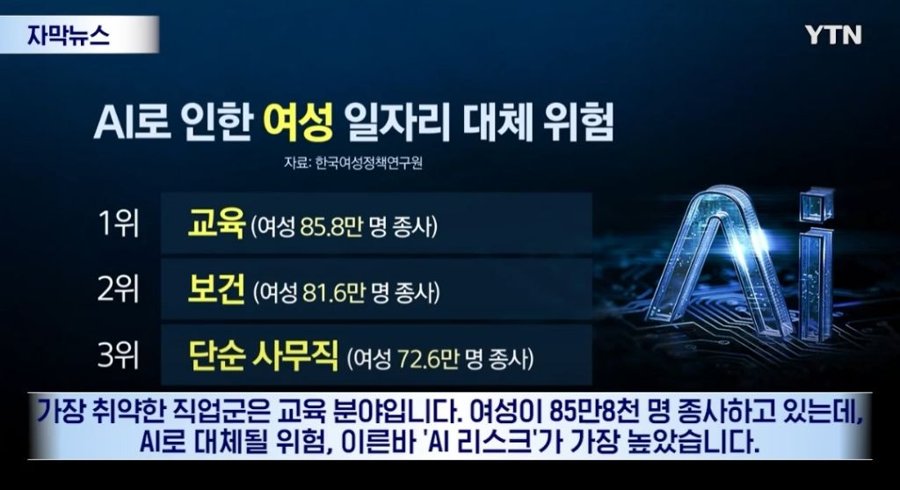 자막뉴스
YTN
AI로 인한 여성 일자리 대체 위험
자료: 한국여성정책연구원
1위 교육 (여성 85.8만 명 종사)
2위 보건 (여성 81.6만 명 종사)
3위 단순 사무직 (여성 72.6만 명 종사)
Ai
가장 취약한 직업군은 교육 분야입니다. 여성이 85만8천 명 종사하고 있는데,
AI로 대체될 위험, 이른바 'AI 리스크'가 가장 높았습니다.